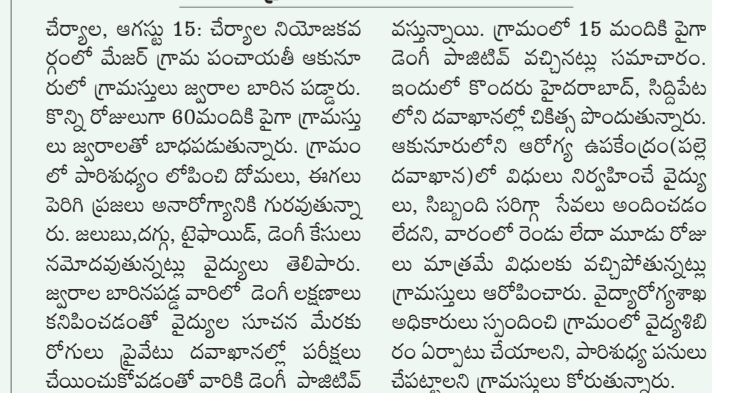 చేర్యాల, ఆగస్టు 15: చేర్యాల నియోజకవ
ర్గంలో మేజర్ గ్రామ పంచాయతీ ఆకునూ
రులో గ్రామస్తులు జ్వరాల బారిన పడ్డారు.
కొన్ని రోజులుగా 60మందికి పైగా గ్రామస్తు
లు జ్వరాలతో బాధపడుతున్నారు. గ్రామం
లో పారిశుధ్యం లోపించి దోమలు, ఈగలు
పెరిగి ప్రజలు అనారోగ్యానికి గురవుతున్నా
రు. జలుబు,దగ్గు, టైఫాయిడ్, డెంగీ కేసులు
నమోదవుతున్నట్లు వైద్యులు తెలిపారు.
జ్వరాల బారినపడ్డ వారిలో డెంగీ లక్షణాలు
కనిపించడంతో వైద్యుల సూచన మేరకు
రోగులు ప్రైవేటు దవాఖానల్లో పరీక్షలు
చేయించుకోవడంతో వారికి డెంగీ పాజిటివ్
వస్తున్నాయి. గ్రామంలో 15 మందికి పైగా
డెంగీ పాజిటివ్ వచ్చినట్లు సమాచారం.
ఇందులో కొందరు హైదరాబాద్, సిద్దిపేట
లోని దవాఖానల్లో చికిత్స పొందుతున్నారు.
ఆకునూరులోని ఆరోగ్య ఉపకేంద్రం(పల్లె
దవాఖాన)లో విధులు నిర్వహించే వైద్యు
లు, సిబ్బంది సరిగ్గా సేవలు అందించడం
లేదని, వారంలో రెండు లేదా మూడు రోజు
లు మాత్రమే విధులకు వచ్చిపోతున్నట్లు
గ్రామస్తులు ఆరోపించారు. వైద్యారోగ్యశాఖ
అధికారులు స్పందించి గ్రామంలో వైద్యశిబి
రం ఏర్పాటు చేయాలని, పారిశుధ్య పనులు
చేపట్టాలని గ్రామస్తులు కోరుతున్నారు.